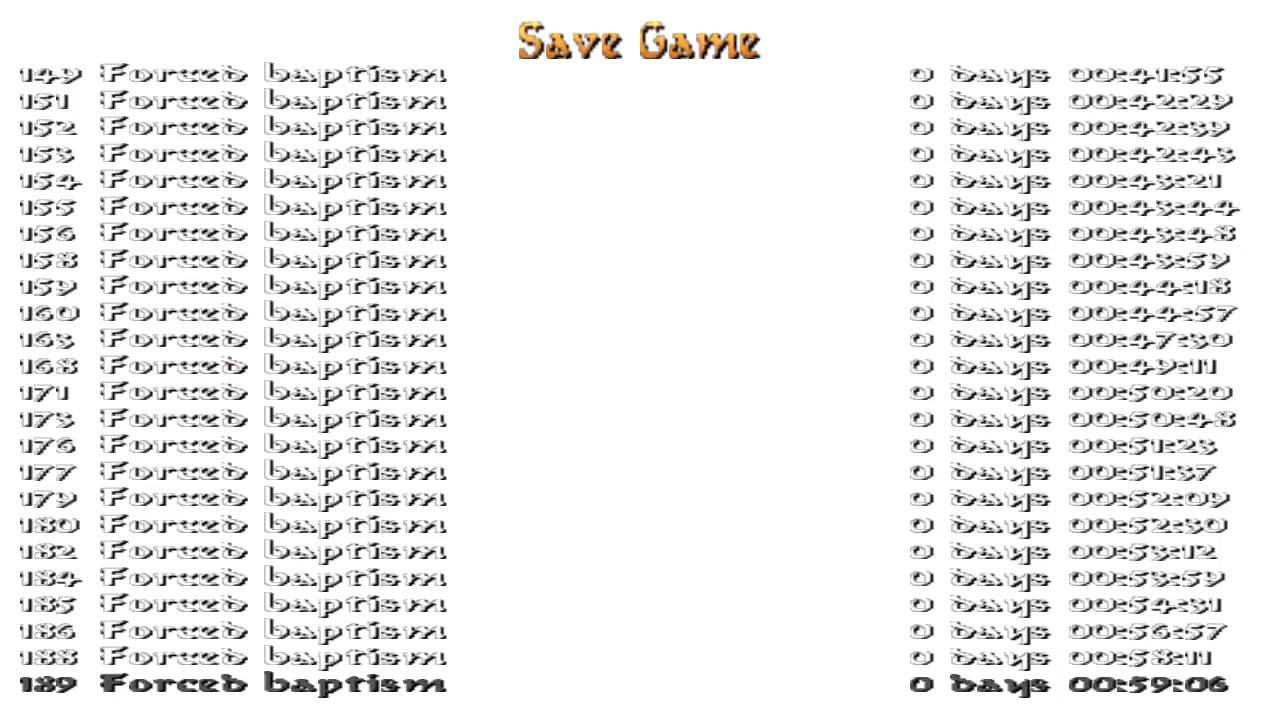 Save Game
149 Forced baptism 0 days 00:41:55
151 Forced baptism 0 days 00:42:29
152 Forced baptism 0 days 00:42:39
153 Forced baptism 0 days 00:42:43
154 Forced baptism 0 days 00:43:21
155 Forced baptism 0 days 00:43:44
156 Forced baptism 0 days 00:43:48
158 Forced baptism 0 days 00:43:59
159 Forced baptism 0 days 00:44:18
160 Forced baptism 0 days 00:44:57
163 Forced baptism 0 days 00:47:30
168 Forced baptism 0 days 00:49:11
171 Forced baptism 0 days 00:50:20
173 Forced baptism 0 days 00:50:48
176 Forced baptism 0 days 00:51:23
177 Forced baptism 0 days 00:51:37
179 Forced baptism 0 days 00:52:09
180 Forced baptism 0 days 00:52:30
182 Forced baptism 0 days 00:53:12
184 Forced baptism 0 days 00:53:59
185 Forced baptism 0 days 00:54:31
186 Forced baptism 0 days 00:56:57
188 Forced baptism 0 days 00:58:11
189 Forced baptism 0 days 00:59:06